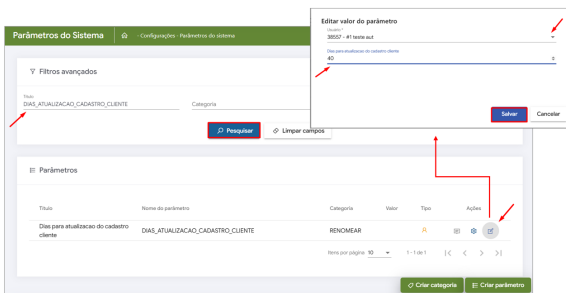 Parâmetros do Sistema
- Configurações - Parâmetros do sistema
Editar valor do parâmetro
Usuário *
38557 - #1 teste aut
Dias para atualizacao do cadastro cliente
40
Salvar
Cancelar
Filtros avançados
Título
DIAS_ATUALIZACAO_CADASTRO_CLIENTE
Categoria
Pesquisar
Limpar campos
Parâmetros
Título Nome do parâmetro Categoria Valor Tipo Ações
Dias para atualizacao do cadastro
cliente
DIAS_ATUALIZACAO_CADASTRO_CLIENTE RENOMEAR
Itens por página 10 1 - 1 de 1
Criar categoria
Criar parâmetro